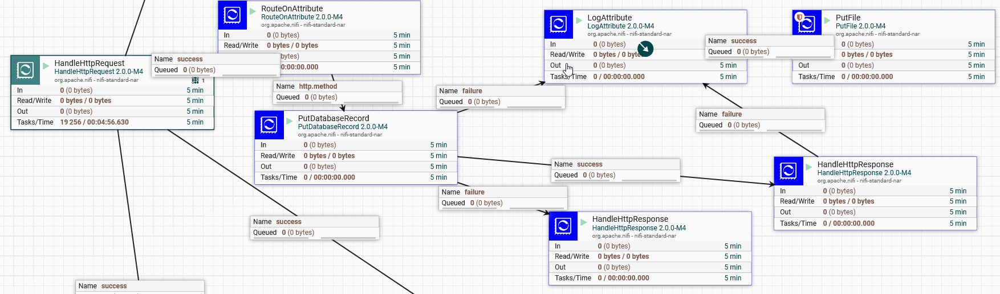 RouteOnAttribute
RouteOnAttribute 2.0.0-M4
org.apache.nifi - nifi-standard-nar
In 0 (0 bytes) 5 min
Read/Write 0 bytes / 0 bytes 5 min
bytes) 5 min
0:00:00.000 5 min
LogAttribute
LogAttribute 2.0.0-M4
org.apache.nifi - nifi-standard-nar
In 0 (0 bytes)
Read/Write 0 bytes / 0 bytes
Out 0 (0 bytes) 5 min
Tasks/Time 0 / 00:00:00.000 5 min
Name success
Queued 0 (0 bytes)
PutFile
PutFile 2.0.0-M4
org.apache.nifi - nifi-standard-nar
0 (0 bytes) 5 min
0 bytes / 0 bytes 5 min
Out 0 (0 bytes) 5 min
Tasks/Time 0 / 00:00:00.000 5 min
HandleHttpRequest
HandleHttpRequest 2.0.0-M4
org.apache.nifi - nifi-standard-nar
1
In 0 (0 bytes) 5 min
Read/Write 0 bytes / 0 bytes 5 min
Out 0 (0 bytes) 5 min
Tasks/Time 19 256 / 00:04:56.630 5 min
Name success
Queued 0 (0 bytes)
Name http.method
Queued 0 (0 bytes)
Name failure
Queued 0 (0 bytes)
PutDatabaseRecord
PutDatabaseRecord 2.0.0-M4
org.apache.nifi - nifi-standard-nar
In 0 (0 bytes) 5 min
Read/Write 0 bytes / 0 bytes 5 min
Out 0 (0 bytes) 5 min
Tasks/Time 0 / 00:00:00.000 5 min
Name failure
Queued 0 (0 bytes)
Name success
Queued 0 (0 bytes)
HandleHttpResponse
HandleHttpResponse 2.0.0-M4
org.apache.nifi - nifi-standard-nar
In 0 (0 bytes) 5 min
Read/Write 0 bytes / 0 bytes 5 min
Out 0 (0 bytes) 5 min
Tasks/Time 0 / 00:00:00.000 5 min
Name failure
Queued 0 (0 bytes)
HandleHttpResponse
HandleHttpResponse 2.0.0-M4
org.apache.nifi - nifi-standard-nar
In 0 (0 bytes) 5 min
Read/Write 0 bytes / 0 bytes 5 min
Out 0 (0 bytes) 5 min
Tasks/Time 0 / 00:00:00.000 5 min
Name success
Queued 0 (0 bytes)
Name success